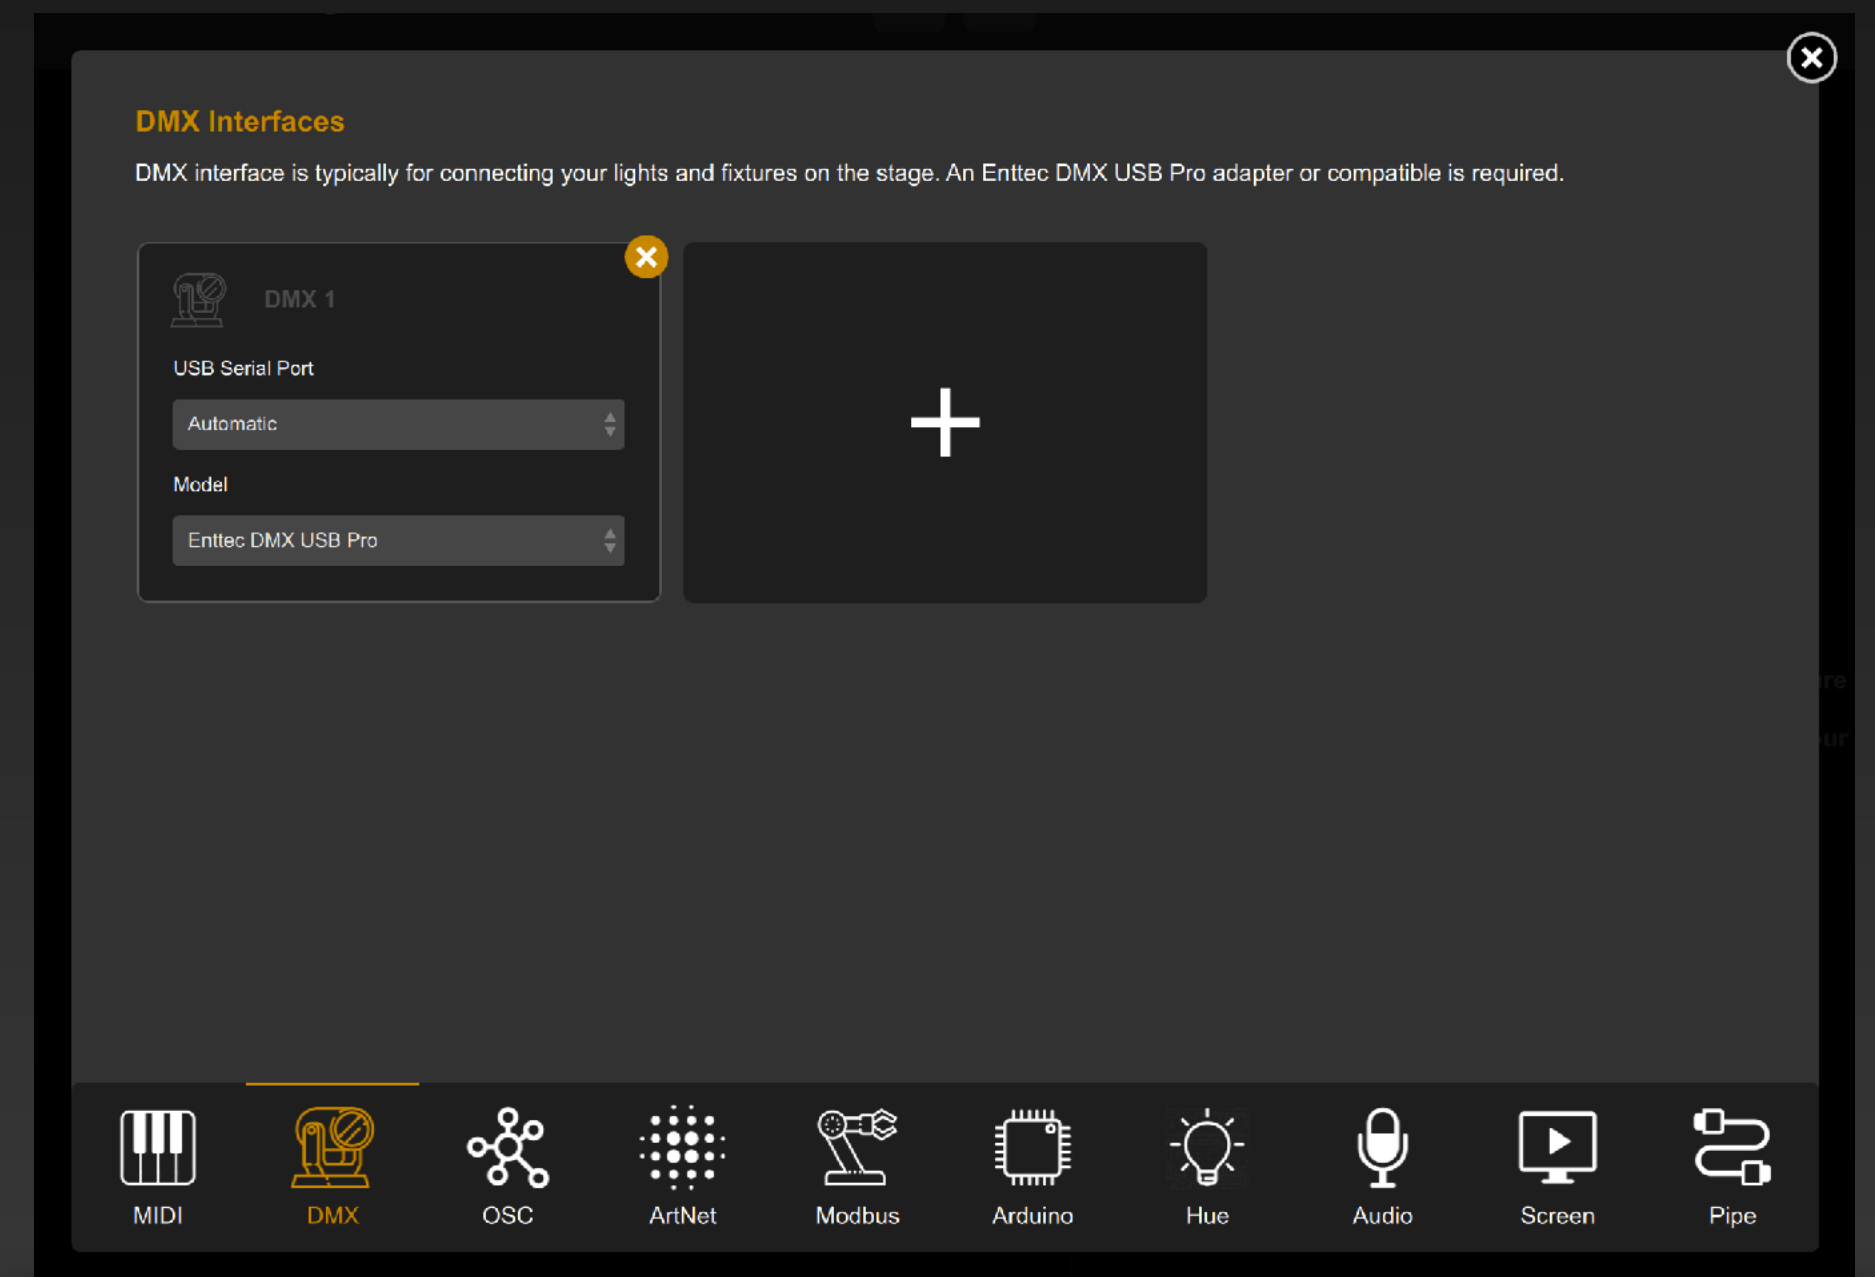 DMX Interfaces
DMX interface is typically for connecting your lights and fixtures on the stage. An Enttec DMX USB Pro adapter or compatible is required.
DMX 1
USB Serial Port
Automatic
Model
Enttec DMX USB Pro
MIDI
DMX
OSC
ArtNet
Modbus
Arduino
Hue
Audio
Screen
Pipe